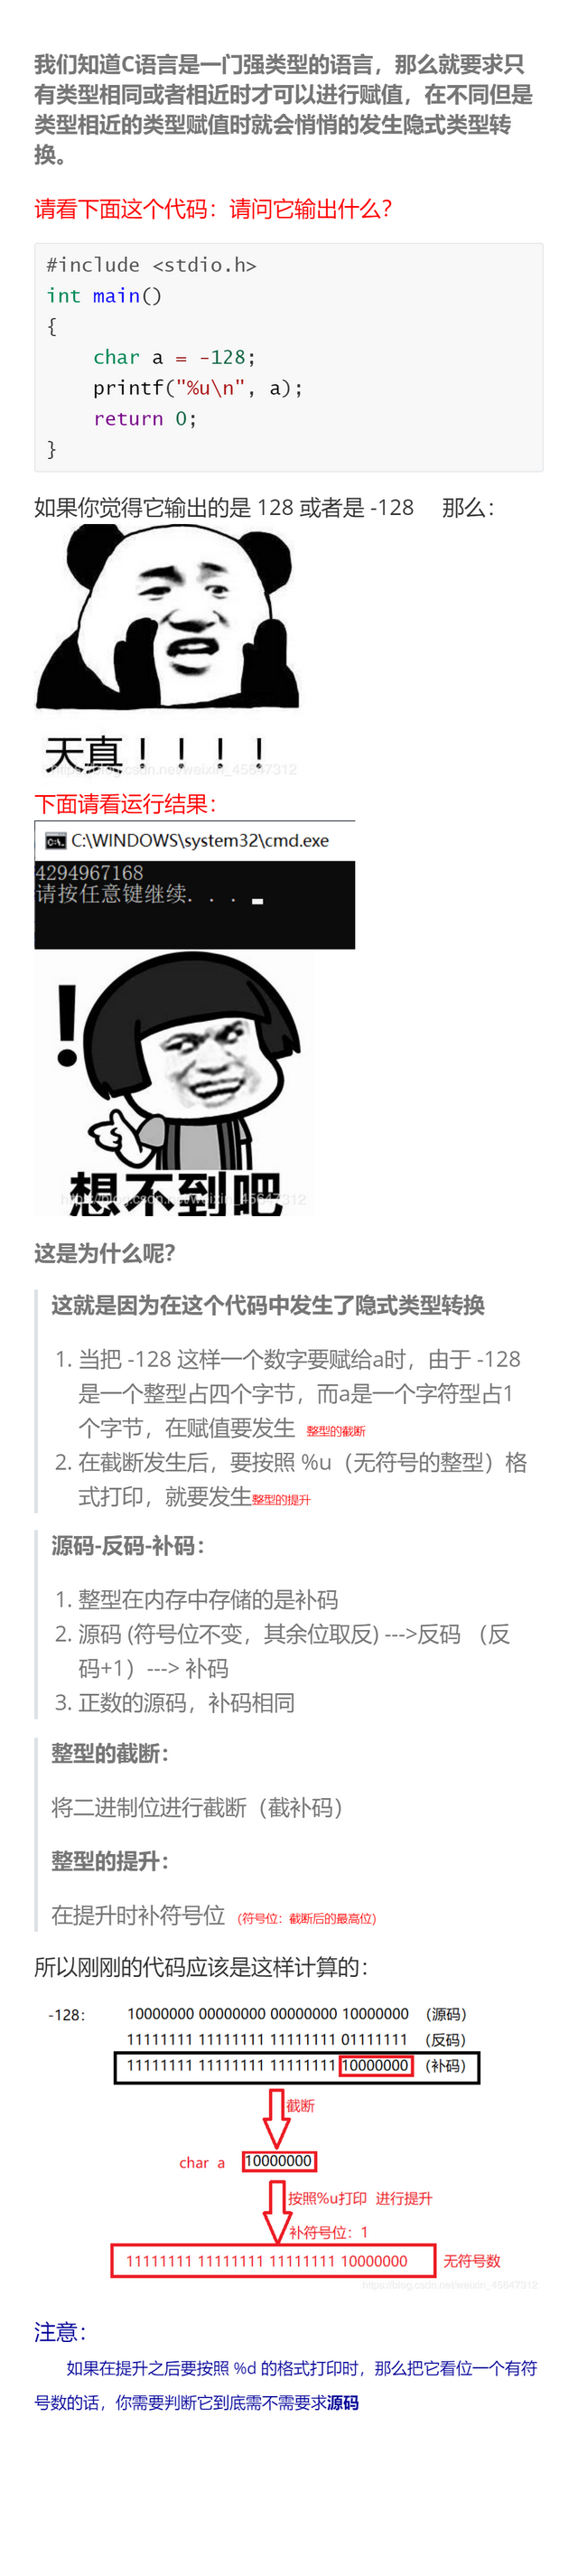 我们知道C语言是一门强类型的语言，那么就要求只
有类型相同或者相近时才可以进行赋值，在不同但是
类型相近的类型赋值时就会悄悄的发生隐式类型转
换。
请看下面这个代码：请问它输出什么？
#include <stdio.h>
int main()
{
    char a = -128;
    printf("%u\n", a);
    return 0;
}
如果你觉得它输出的是 128 或者是 -128 那么：
天真！！！！
https://blog.csdn.net/weixin_45647312
下面请看运行结果：
C:\WINDOWS\system32\cmd.exe
4294967168
请按任意键继续. . .
!
想不到吧
https://blog.csdn.net/weixin_45647312
这是为什么呢？
这就是因为在这个代码中发生了隐式类型转换
1. 当把 -128 这样一个数字要赋给a时，由于 -128
是一个整型占四个字节，而a是一个字符型占1
个字节，在赋值要发生 整型的截断
2. 在截断发生后，要按照 %u（无符号的整型）格
式打印，就要发生整型的提升
源码-反码-补码：
1. 整型在内存中存储的是补码
2. 源码 (符号位不变，其余位取反) --->反码 （反
码+1）---> 补码
3. 正数的源码，补码相同
整型的截断：
将二进制位进行截断（截补码）
整型的提升：
在提升时补符号位 （符号位：截断后的最高位）
所以刚刚的代码应该是这样计算的：
-128： 10000000 00000000 00000000 10000000 （源码）
11111111 11111111 11111111 01111111 （反码）
11111111 11111111 11111111 10000000 （补码）
截断
char a 10000000
按照%u打印 进行提升
补符号位：1
11111111 11111111 11111111 10000000 无符号数
https://blog.csdn.net/weixin_45647312
注意：
如果在提升之后要按照 %d 的格式打印时，那么把它看位一个有符
号数的话，你需要判断它到底需不需要求源码